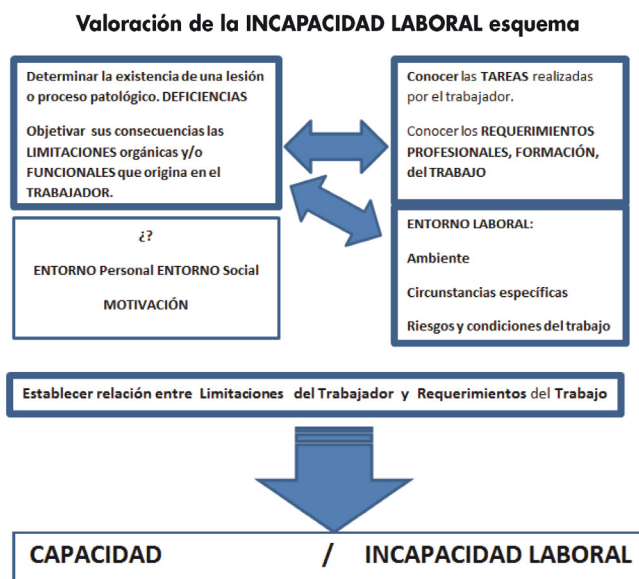 Valoración de la INCAPACIDAD LABORAL esquema
Determinar la existencia de una lesión
o proceso patológico. DEFICIENCIAS
Objetivar sus consecuencias las
LIMITACIONES orgánicas y/o
FUNCIONALES que origina en el
TRABAJADOR.
Conocer las TAREAS realizadas
por el trabajador.
Conocer los REQUERIMIENTOS
PROFESIONALES, FORMACIÓN,
del TRABAJO
¿?
ENTORNO Personal ENTORNO Social
MOTIVACIÓN
ENTORNO LABORAL:
Ambiente
Circunstancias específicas
Riesgos y condiciones del trabajo
Establecer relación entre Limitaciones del Trabajador y Requerimientos del Trabajo
CAPACIDAD / INCAPACIDAD LABORAL